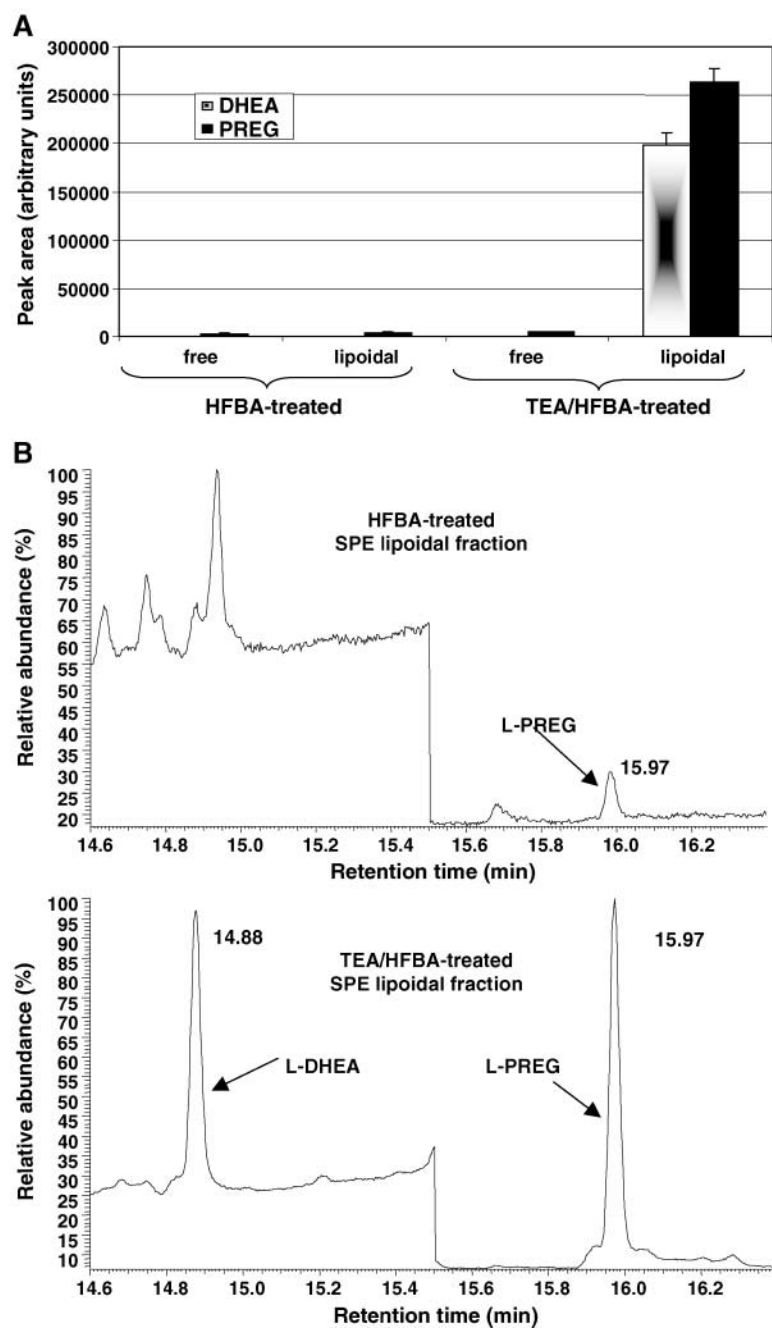 A
300000
250000
200000
150000
100000
50000
0
Peak area (arbitrary units)
DHEA
PREG
free
lipoidal
free
lipoidal
HFBA-treated
TEA/HFBA-treated
B
100
95
90
85
80
75
70
65
60
55
50
45
40
35
30
25
20
Relative abundance (%)
HFBA-treated
SPE lipoidal fraction
L-PREG
15.97
14.6 14.8 15.0 15.2 15.4 15.6 15.8 16.0 16.2
Retention time (min)
100
95
90
85
80
75
70
65
60
55
50
45
40
35
30
25
20
15
10
Relative abundance (%)
14.88
15.97
TEA/HFBA-treated
SPE lipoidal fraction
L-DHEA
L-PREG
14.6 14.8 15.0 15.2 15.4 15.6 15.8 16.0 16.2
Retention time (min)